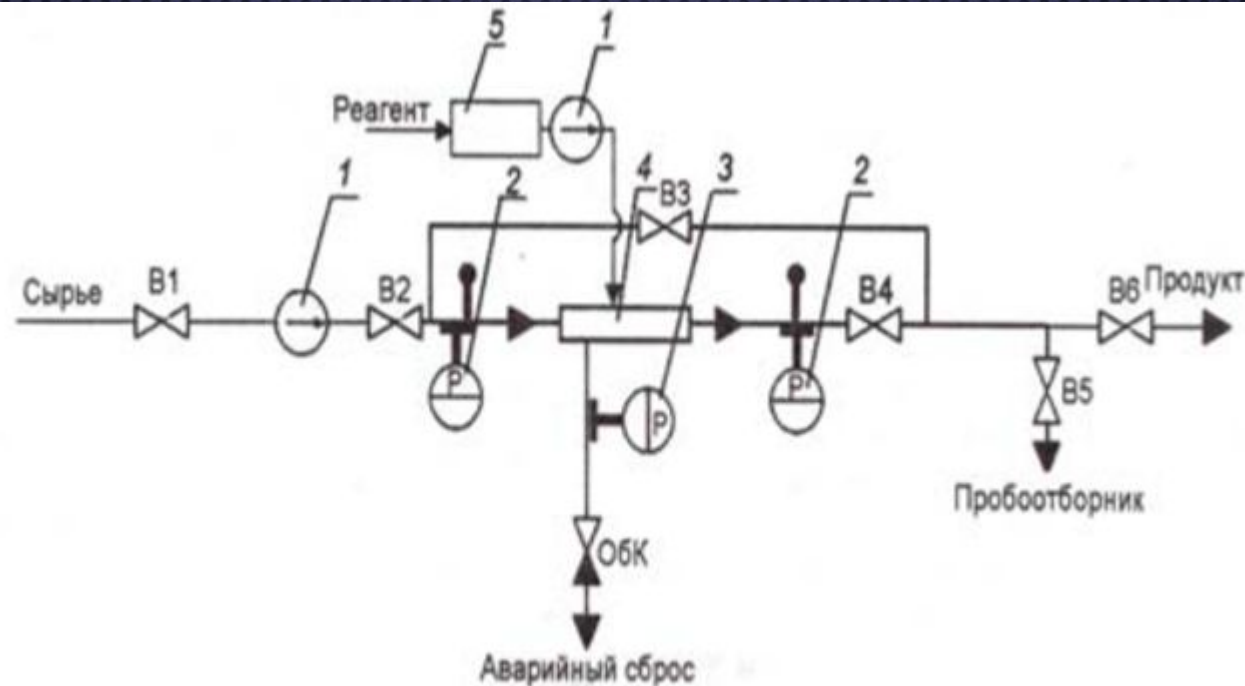 5
1
Реагент
1
2
4
В3
3
2
Сырье
В1
В2
В4
В6
Продукт
Р
Р
Р
В5
Пробоотборник
ОбК
Аварийный сброс